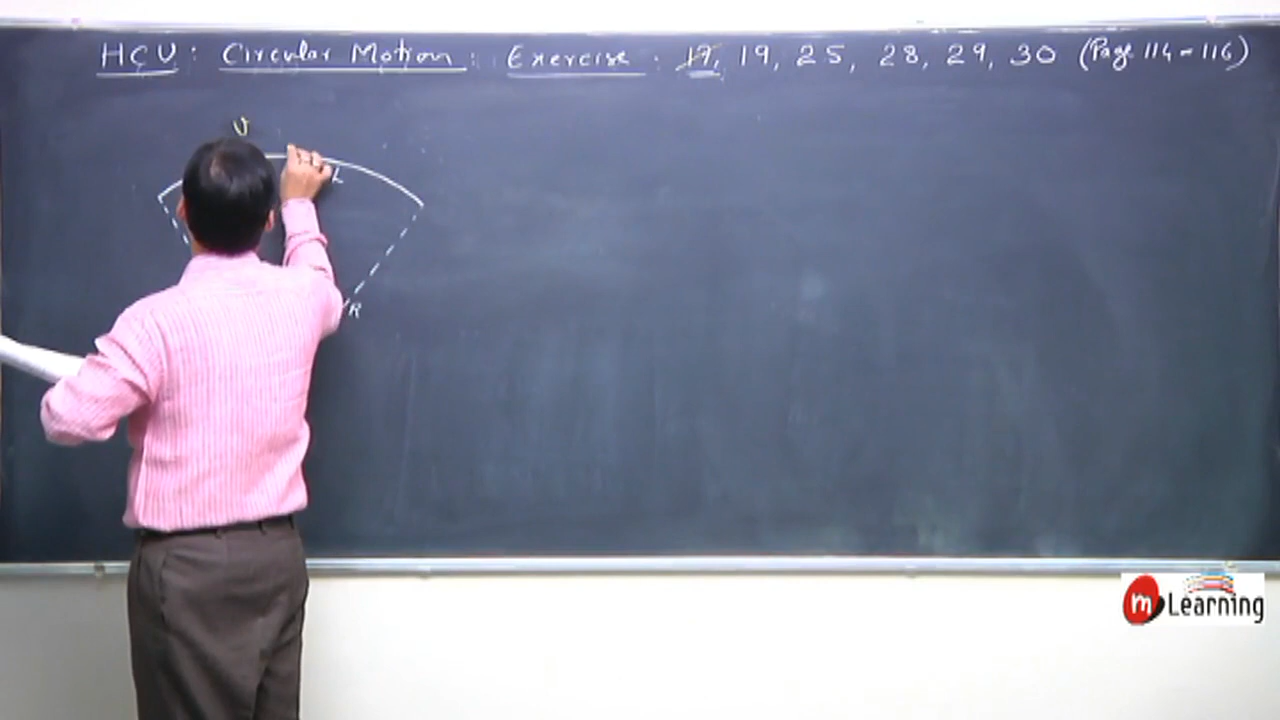 HCV : Circular Motion : Exercise : 17, 19, 25, 28, 29, 30 (Page 114 - 116)
v
L
R
m Learning